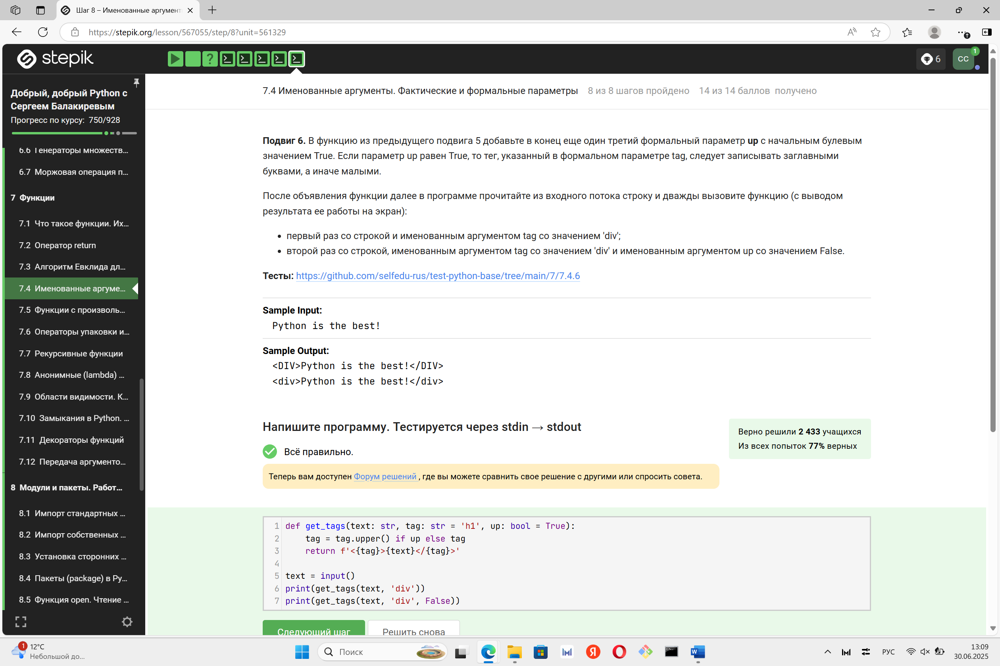 Шаг 8 – Именованные аргумент
https://stepik.org/lesson/567055/step/8?unit=561329
stepik
6
CC
1
Добрый, добрый Python с
Сергеем Балакиревым
Прогресс по курсу: 750/928
6.6 Генераторы множеств...
6.7 Моржовая операция п...
7 Функции
7.1 Что такое функции. Их...
7.2 Оператор return
7.3 Алгоритм Евклида дл...
7.4 Именованные аргуме...
7.5 Функции с произволь...
7.6 Операторы упаковки и...
7.7 Рекурсивные функции
7.8 Анонимные (lambda) ...
7.9 Области видимости. К...
7.10 Замыкания в Python. ...
7.11 Декораторы функций
7.12 Передача аргументо...
8 Модули и пакеты. Работ...
8.1 Импорт стандартных ...
8.2 Импорт собственных ...
8.3 Установка сторонних ...
8.4 Пакеты (package) в Py...
8.5 Функция open. Чтение ...
7.4 Именованные аргументы. Фактические и формальные параметры 8 из 8 шагов пройдено 14 из 14 баллов получено
Подвиг 6. В функцию из предыдущего подвига 5 добавьте в конец еще один третий формальный параметр up с начальным булевым
значением True. Если параметр up равен True, то тег, указанный в формальном параметре tag, следует записывать заглавными
буквами, а иначе малыми.
После объявления функции далее в программе прочитайте из входного потока строку и дважды вызовите функцию (с выводом
результата ее работы на экран):
• первый раз со строкой и именованным аргументом tag со значением 'div';
• второй раз со строкой, именованным аргументом tag со значением 'div' и именованным аргументом up со значением False.
Тесты: https://github.com/selfedu-rus/test-python-base/tree/main/7/7.4.6
Sample Input:
Python is the best!
Sample Output:
<DIV>Python is the best!</DIV>
<div>Python is the best!</div>
Напишите программу. Тестируется через stdin → stdout
Верно решили 2 433 учащихся
Из всех попыток 77% верных
Всё правильно.
Теперь вам доступен Форум решений , где вы можете сравнить свое решение с другими или спросить совета.
1 def get_tags(text: str, tag: str = 'h1', up: bool = True):
2     tag = tag.upper() if up else tag
3     return f'<{tag}>{text}</{tag}>'
4
5 text = input()
6 print(get_tags(text, 'div'))
7 print(get_tags(text, 'div', False))
Следующий шаг
Решить снова
1
12°C
Небольшой до...
Поиск
РУС
13:09
30.06.2025